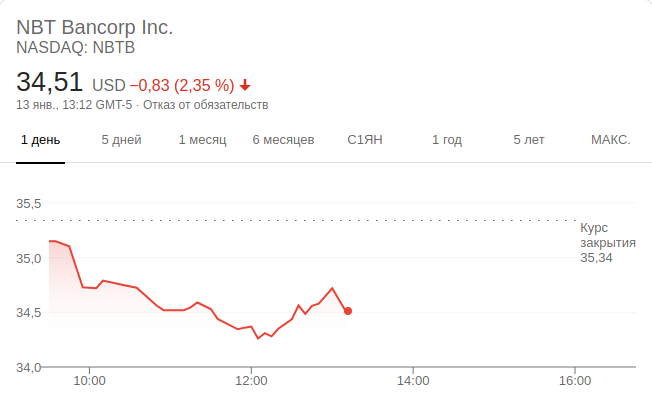 NBT Bancorp Inc.
NASDAQ: NBTB
34,51 USD −0,83 (2,35 %)
13 янв., 13:12 GMT-5 · Отказ от обязательств
1 день 5 дней 1 месяц 6 месяцев С1ЯН 1 год 5 лет МАКС.
35,5
Курс
закрытия
35,34
35,0
34,5
34,0
10:00 12:00 14:00 16:00